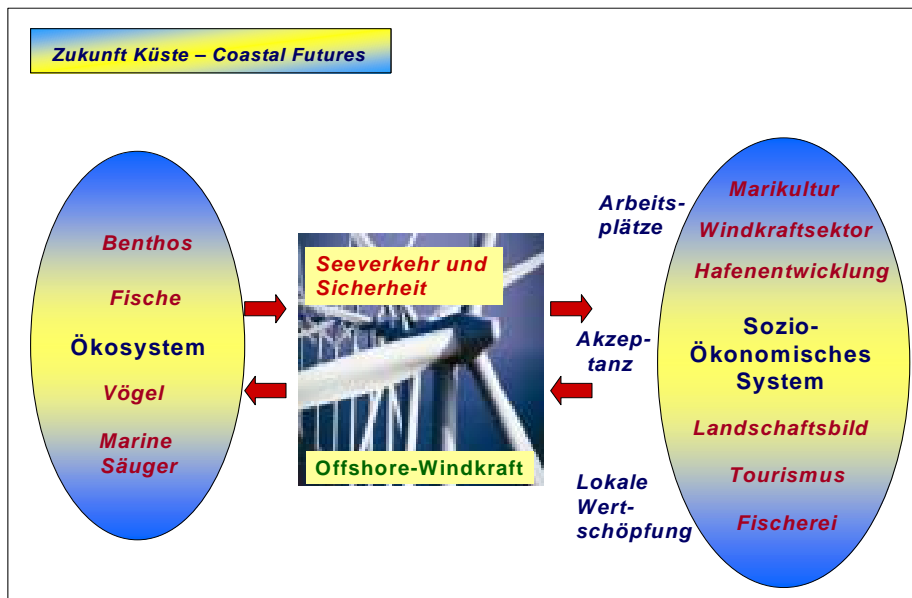 Zukunft Küste – Coastal Futures
Benthos
Fische
Ökosystem
Vögel
Marine
Säuger
Seeverkehr und
Sicherheit
Offshore-Windkraft
Arbeits-
plätze
Akzep-
tanz
Lokale
Wert-
schöpfung
Marikultur
Windkraftsektor
Hafenentwicklung
Sozio-
Ökonomisches
System
Landschaftsbild
Tourismus
Fischerei